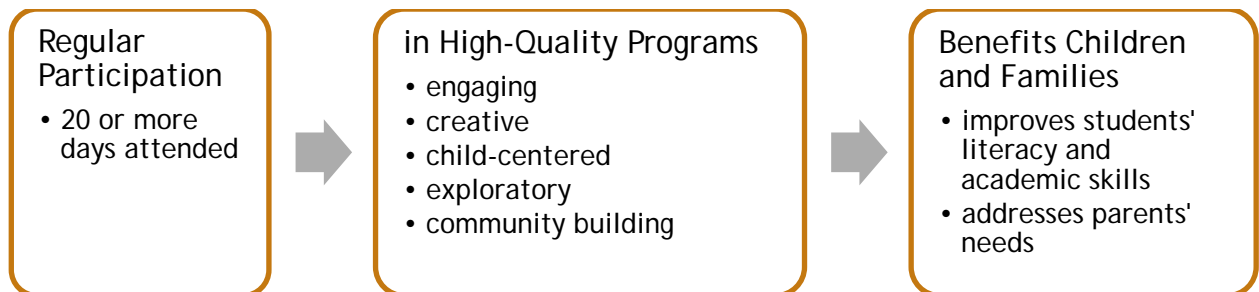 Regular
Participation
• 20 or more
days attended
in High-Quality Programs
• engaging
• creative
• child-centered
• exploratory
• community building
Benefits Children
and Families
• improves students'
literacy and
academic skills
• addresses parents'
needs